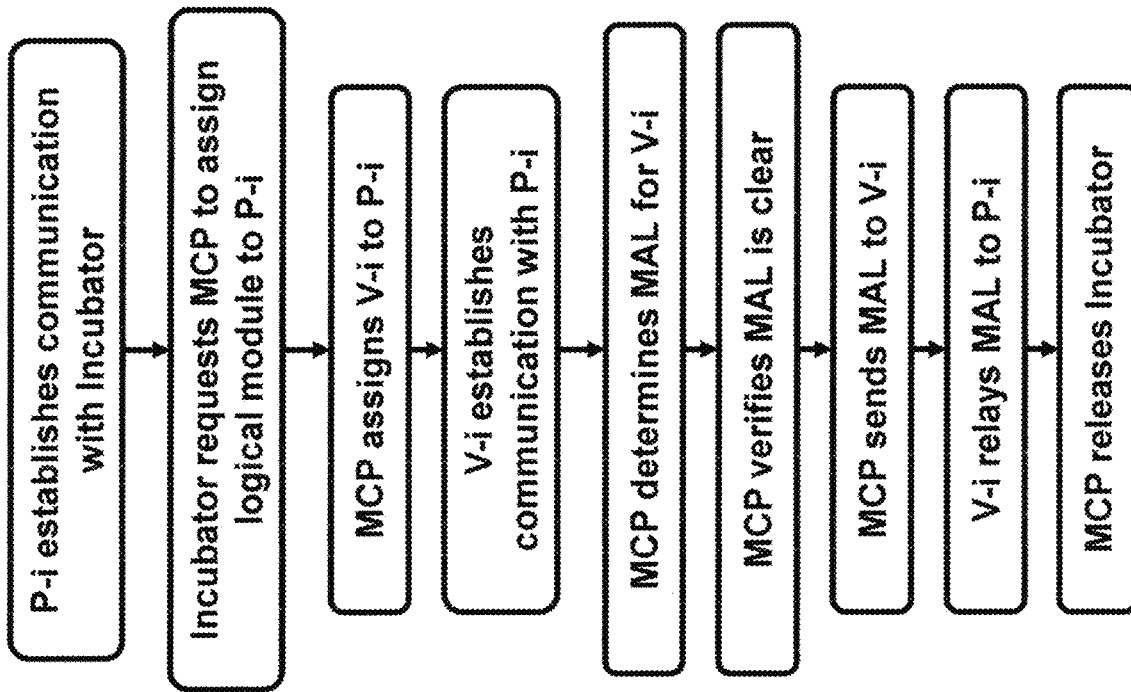 P-i establishes communication
with Incubator
Incubator requests MCP to assign
logical module to P-i
MCP assigns V-i to P-i
V-i establishes
communication with P-i
MCP determines MAL for V-i
MCP verifies MAL is clear
MCP sends MAL to V-i
V-i relays MAL to P-i
MCP releases Incubator